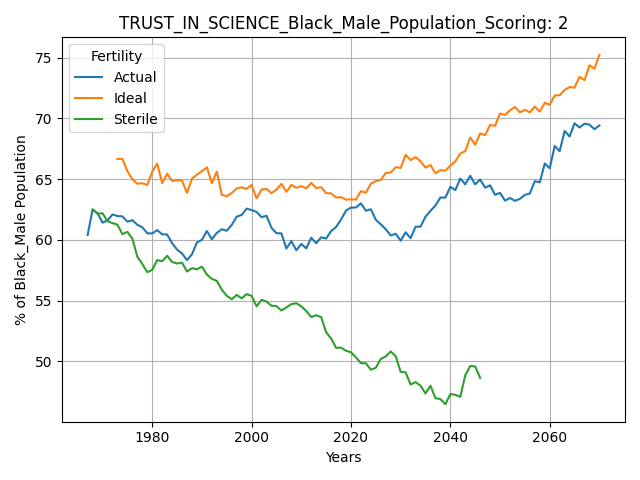 TRUST_IN_SCIENCE_Black_Male_Population_Scoring: 2
Fertility
Actual
Ideal
Sterile
% of Black_Male Population
75
70
65
60
55
50
1980
2000
2020
2040
2060
Years